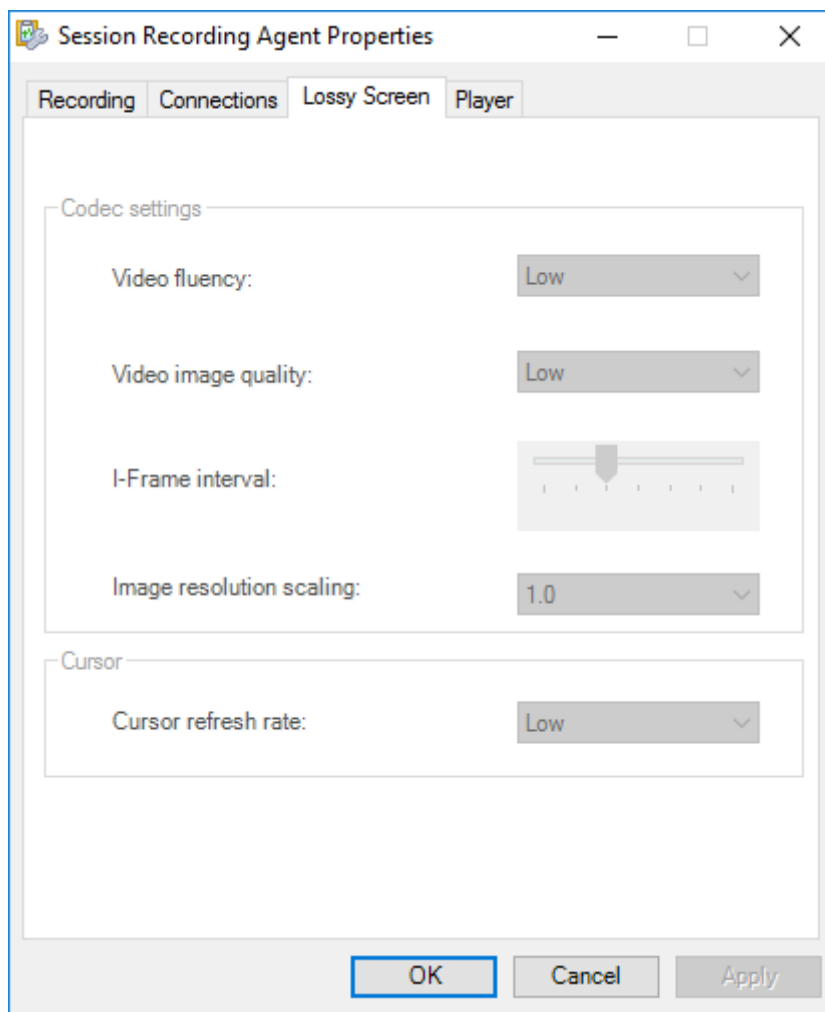 Session Recording Agent Properties
Recording Connections Lossy Screen Player
Codec settings
Video fluency: Low
Video image quality: Low
I-Frame interval:
Image resolution scaling: 1.0
Cursor
Cursor refresh rate: Low
OK Cancel Apply